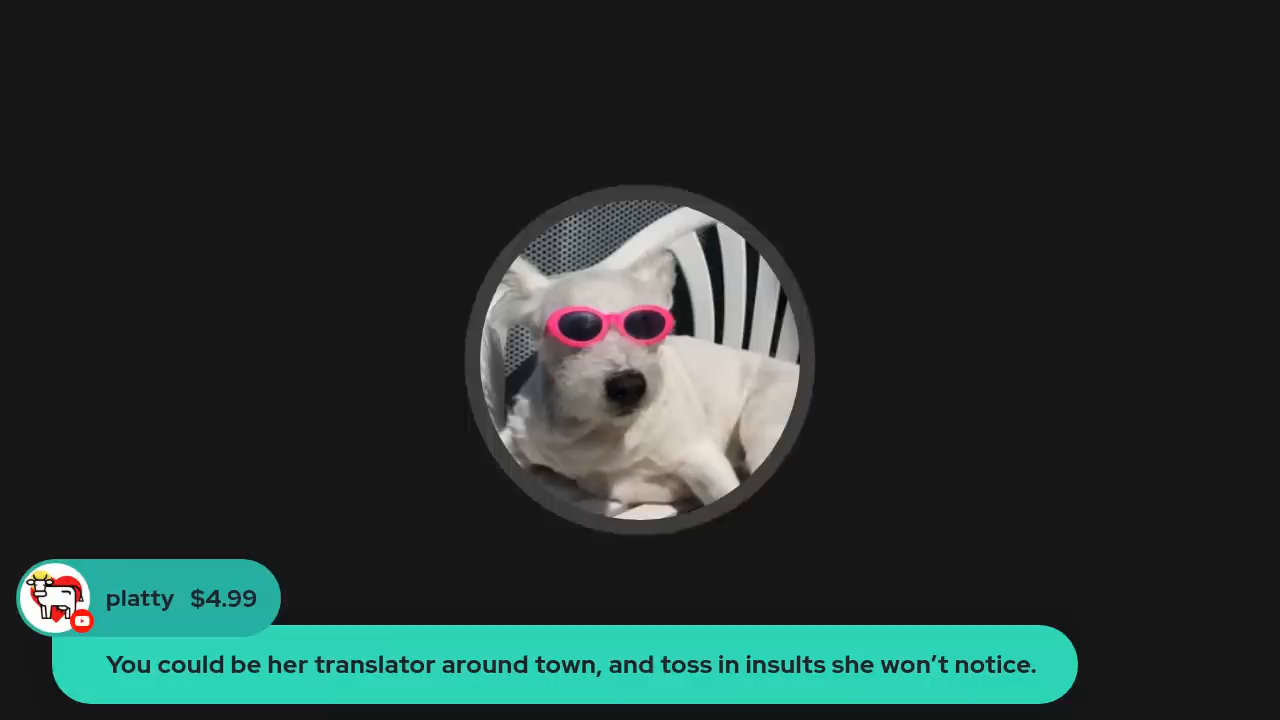 platty $4.99
You could be her translator around town, and toss in insults she won’t notice.